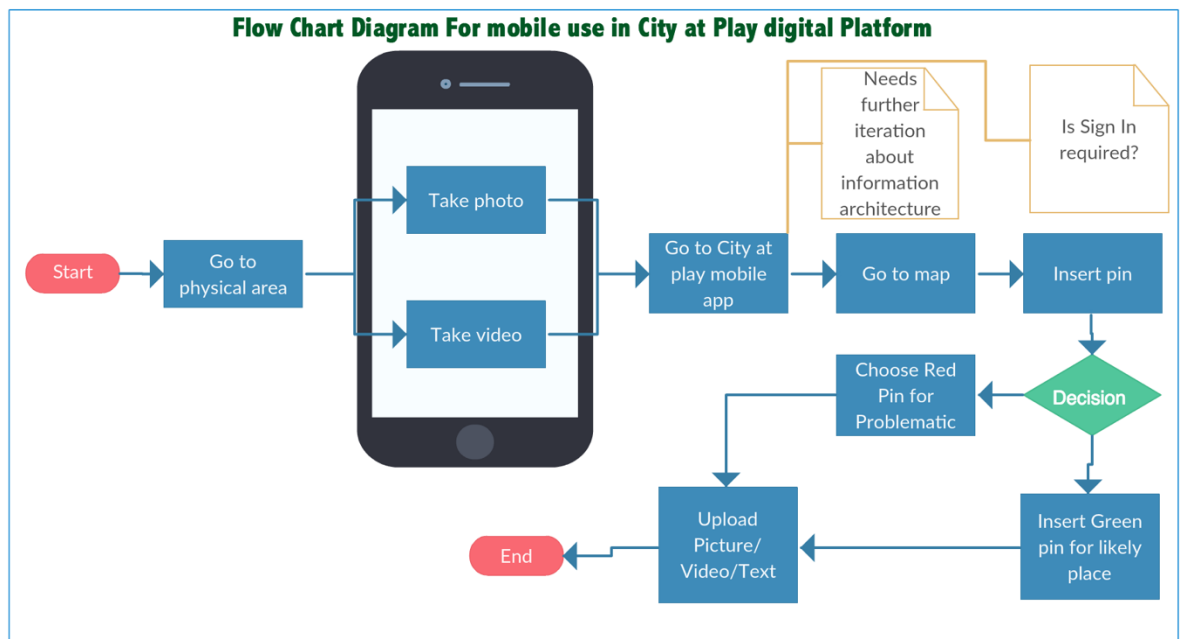 Flow Chart Diagram For mobile use in City at Play digital Platform
Needs
further
iteration
about
information
architecture
Is Sign In
required?
Take photo
Start
Go to
physical area
Take video
Go to City at
play mobile
app
Go to map
Insert pin
Decision
Choose Red
Pin for
Problematic
Insert Green
pin for likely
place
Upload
Picture/
Video/Text
End